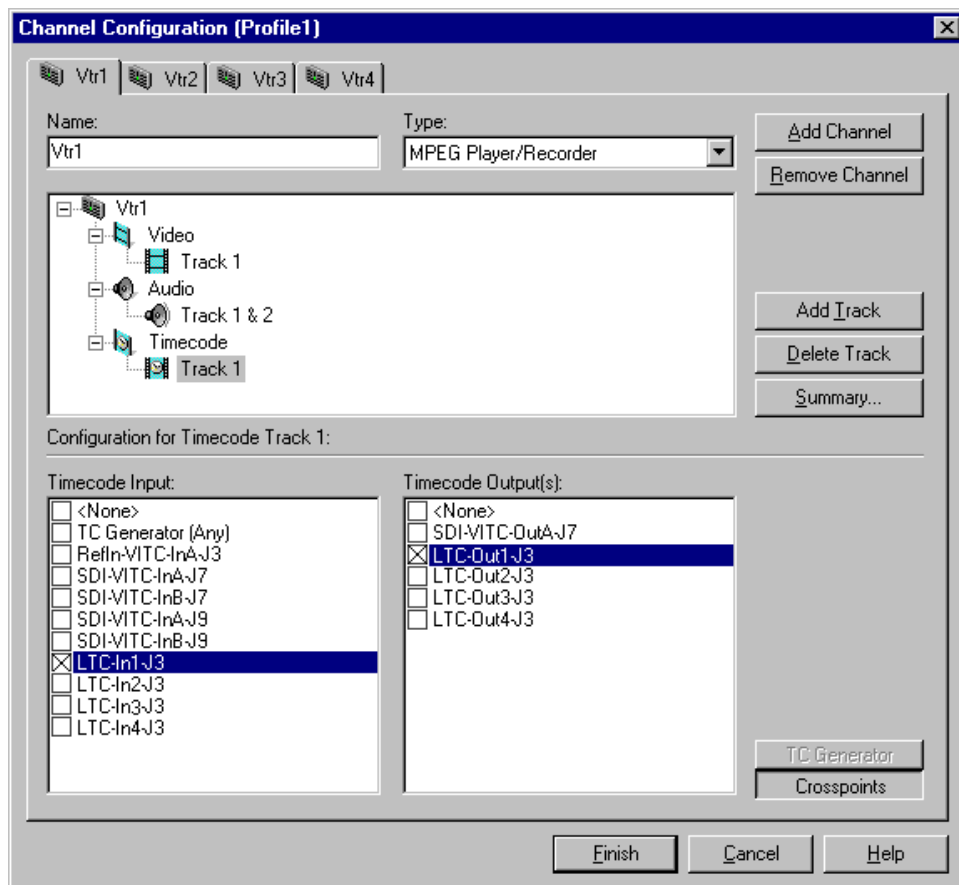 Channel Configuration (Profile1)
Vtr1 Vtr2 Vtr3 Vtr4
Name:
Vtr1
Type:
MPEG Player/Recorder
Add Channel
Remove Channel
Vtr1
Video
Track 1
Audio
Track 1 & 2
Timecode
Track 1
Add Track
Delete Track
Summary...
Configuration for Timecode Track 1:
Timecode Input:
<None>
TC Generator (Any)
RefIn-VITC-InA-J3
SDI-VITC-InA-J7
SDI-VITC-InB-J7
SDI-VITC-InA-J9
SDI-VITC-InB-J9
LTC-In1-J3
LTC-In2-J3
LTC-In3-J3
LTC-In4-J3
Timecode Output(s):
<None>
SDI-VITC-OutA-J7
LTC-Out1-J3
LTC-Out2-J3
LTC-Out3-J3
LTC-Out4-J3
TC Generator
Crosspoints
Finish
Cancel
Help